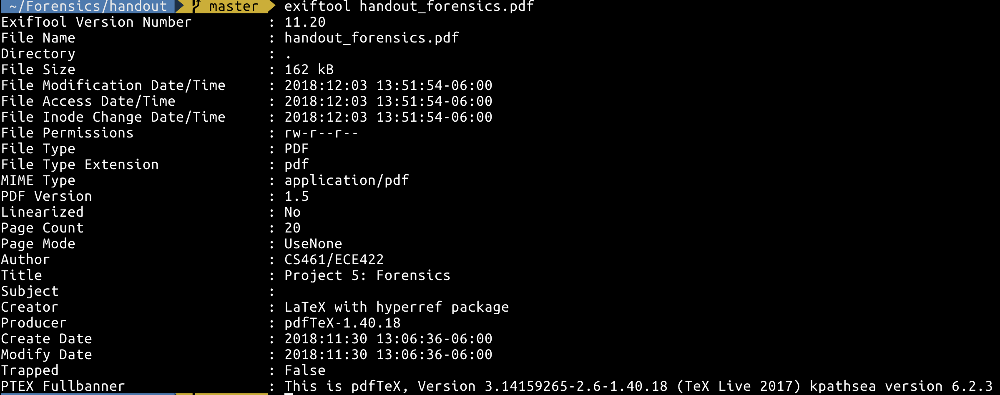 ~/Forensics/handout master exiftool handout_forensics.pdf
ExifTool Version Number : 11.20
File Name : handout_forensics.pdf
Directory : .
File Size : 162 kB
File Modification Date/Time : 2018:12:03 13:51:54-06:00
File Access Date/Time : 2018:12:03 13:51:54-06:00
File Inode Change Date/Time : 2018:12:03 13:51:54-06:00
File Permissions : rw-r--r--
File Type : PDF
File Type Extension : pdf
MIME Type : application/pdf
PDF Version : 1.5
Linearized : No
Page Count : 20
Page Mode : UseNone
Author : CS461/ECE422
Title : Project 5: Forensics
Subject :
Creator : LaTeX with hyperref package
Producer : pdfTeX-1.40.18
Create Date : 2018:11:30 13:06:36-06:00
Modify Date : 2018:11:30 13:06:36-06:00
Trapped : False
PTEX Fullbanner : This is pdfTeX, Version 3.14159265-2.6-1.40.18 (TeX Live 2017) kpathsea version 6.2.3